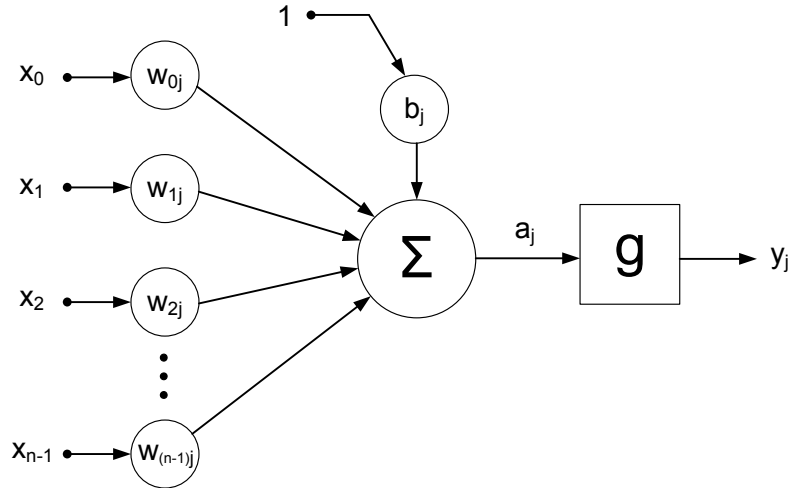 1
x₀ w₀ⱼ
bⱼ
x₁ w₁ⱼ
Σ aⱼ g yⱼ
x₂ w₂ⱼ
xₙ₋₁ w₍ₙ₋₁₎ⱼ